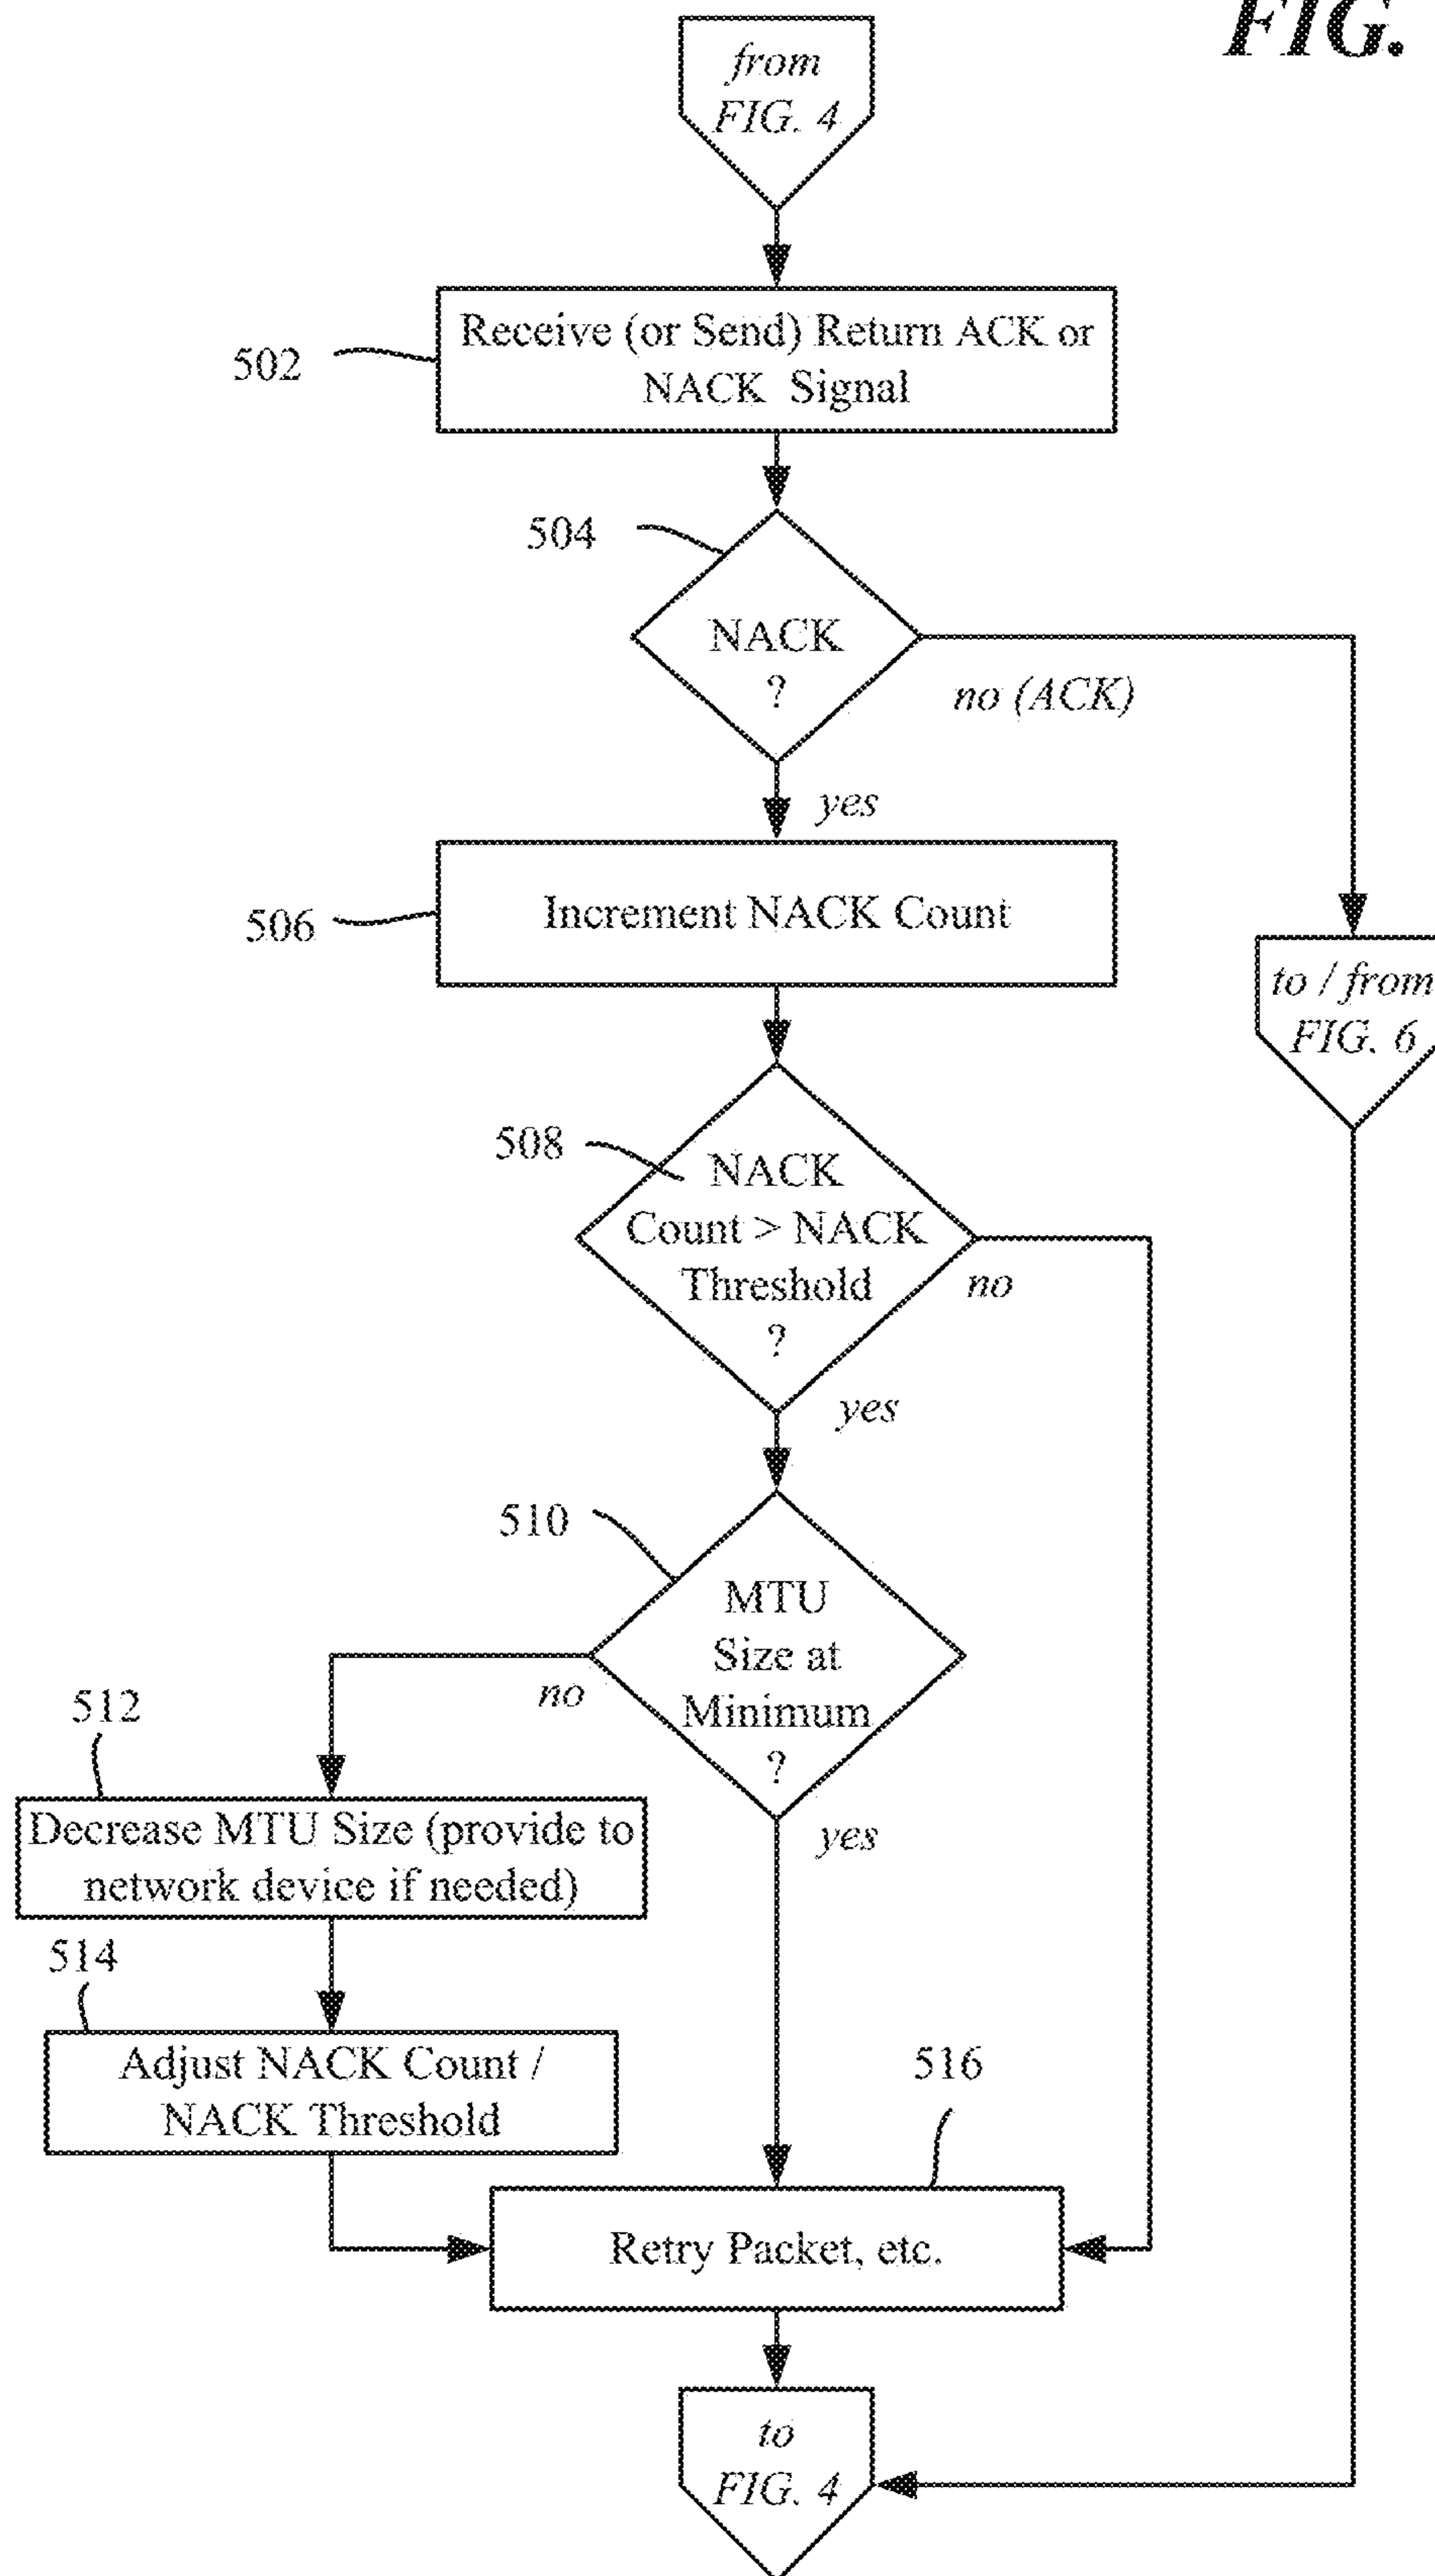 FIG.
from
FIG. 4
502
Receive (or Send) Return ACK or
NACK Signal
504
NACK
?
no (ACK)
yes
506
Increment NACK Count
to / from
FIG. 6
508
NACK
Count > NACK
Threshold
?
no
yes
510
MTU
Size at
Minimum
?
no
yes
512
Decrease MTU Size (provide to
network device if needed)
514
Adjust NACK Count /
NACK Threshold
516
Retry Packet, etc.
to
FIG. 4